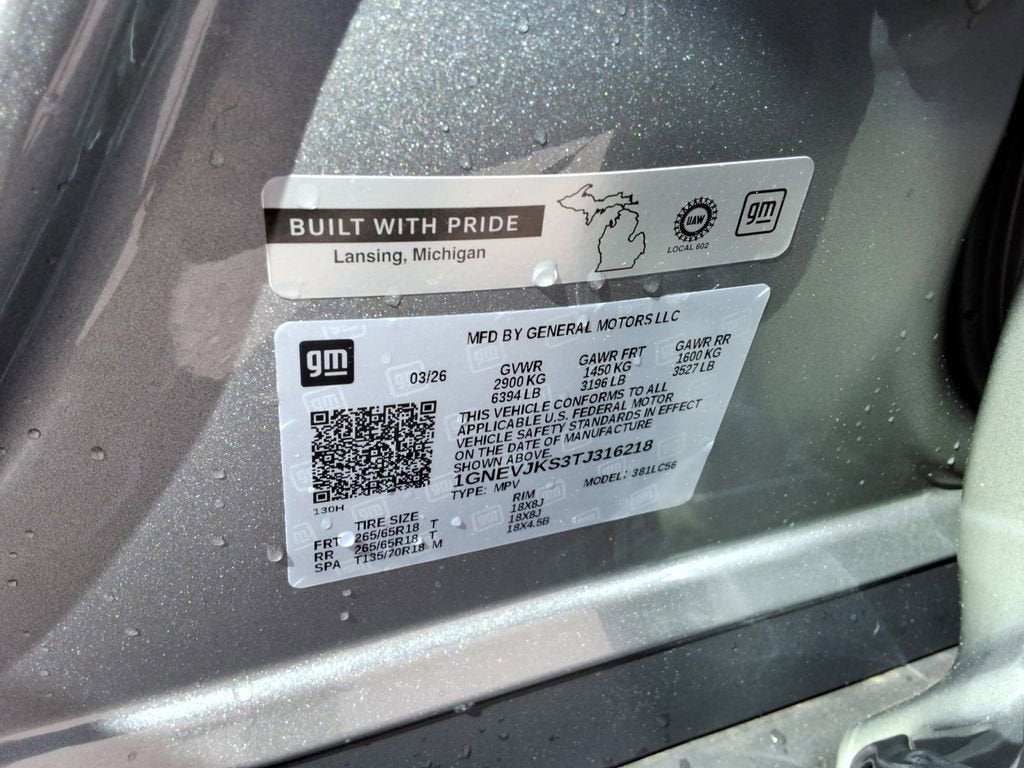 BUILT WITH PRIDE
Lansing, Michigan
UAW
LOCAL 602
gm
gm
MFD BY GENERAL MOTORS LLC
03/26
GVWR GAWR FRT GAWR RR
2900 KG 1450 KG 1600 KG
6394 LB 3196 LB 3527 LB
THIS VEHICLE CONFORMS TO ALL
APPLICABLE U.S. FEDERAL MOTOR
VEHICLE SAFETY STANDARDS IN EFFECT
ON THE DATE OF MANUFACTURE
SHOWN ABOVE.
1GNEVJKS3TJ316218
TYPE: MPV MODEL: 381LC56
130H
TIRE SIZE RIM
FRT 265/65R18 T 18X8J
RR 265/65R18 T 18X8J
SPA T135/70R18 M 18X4.5B